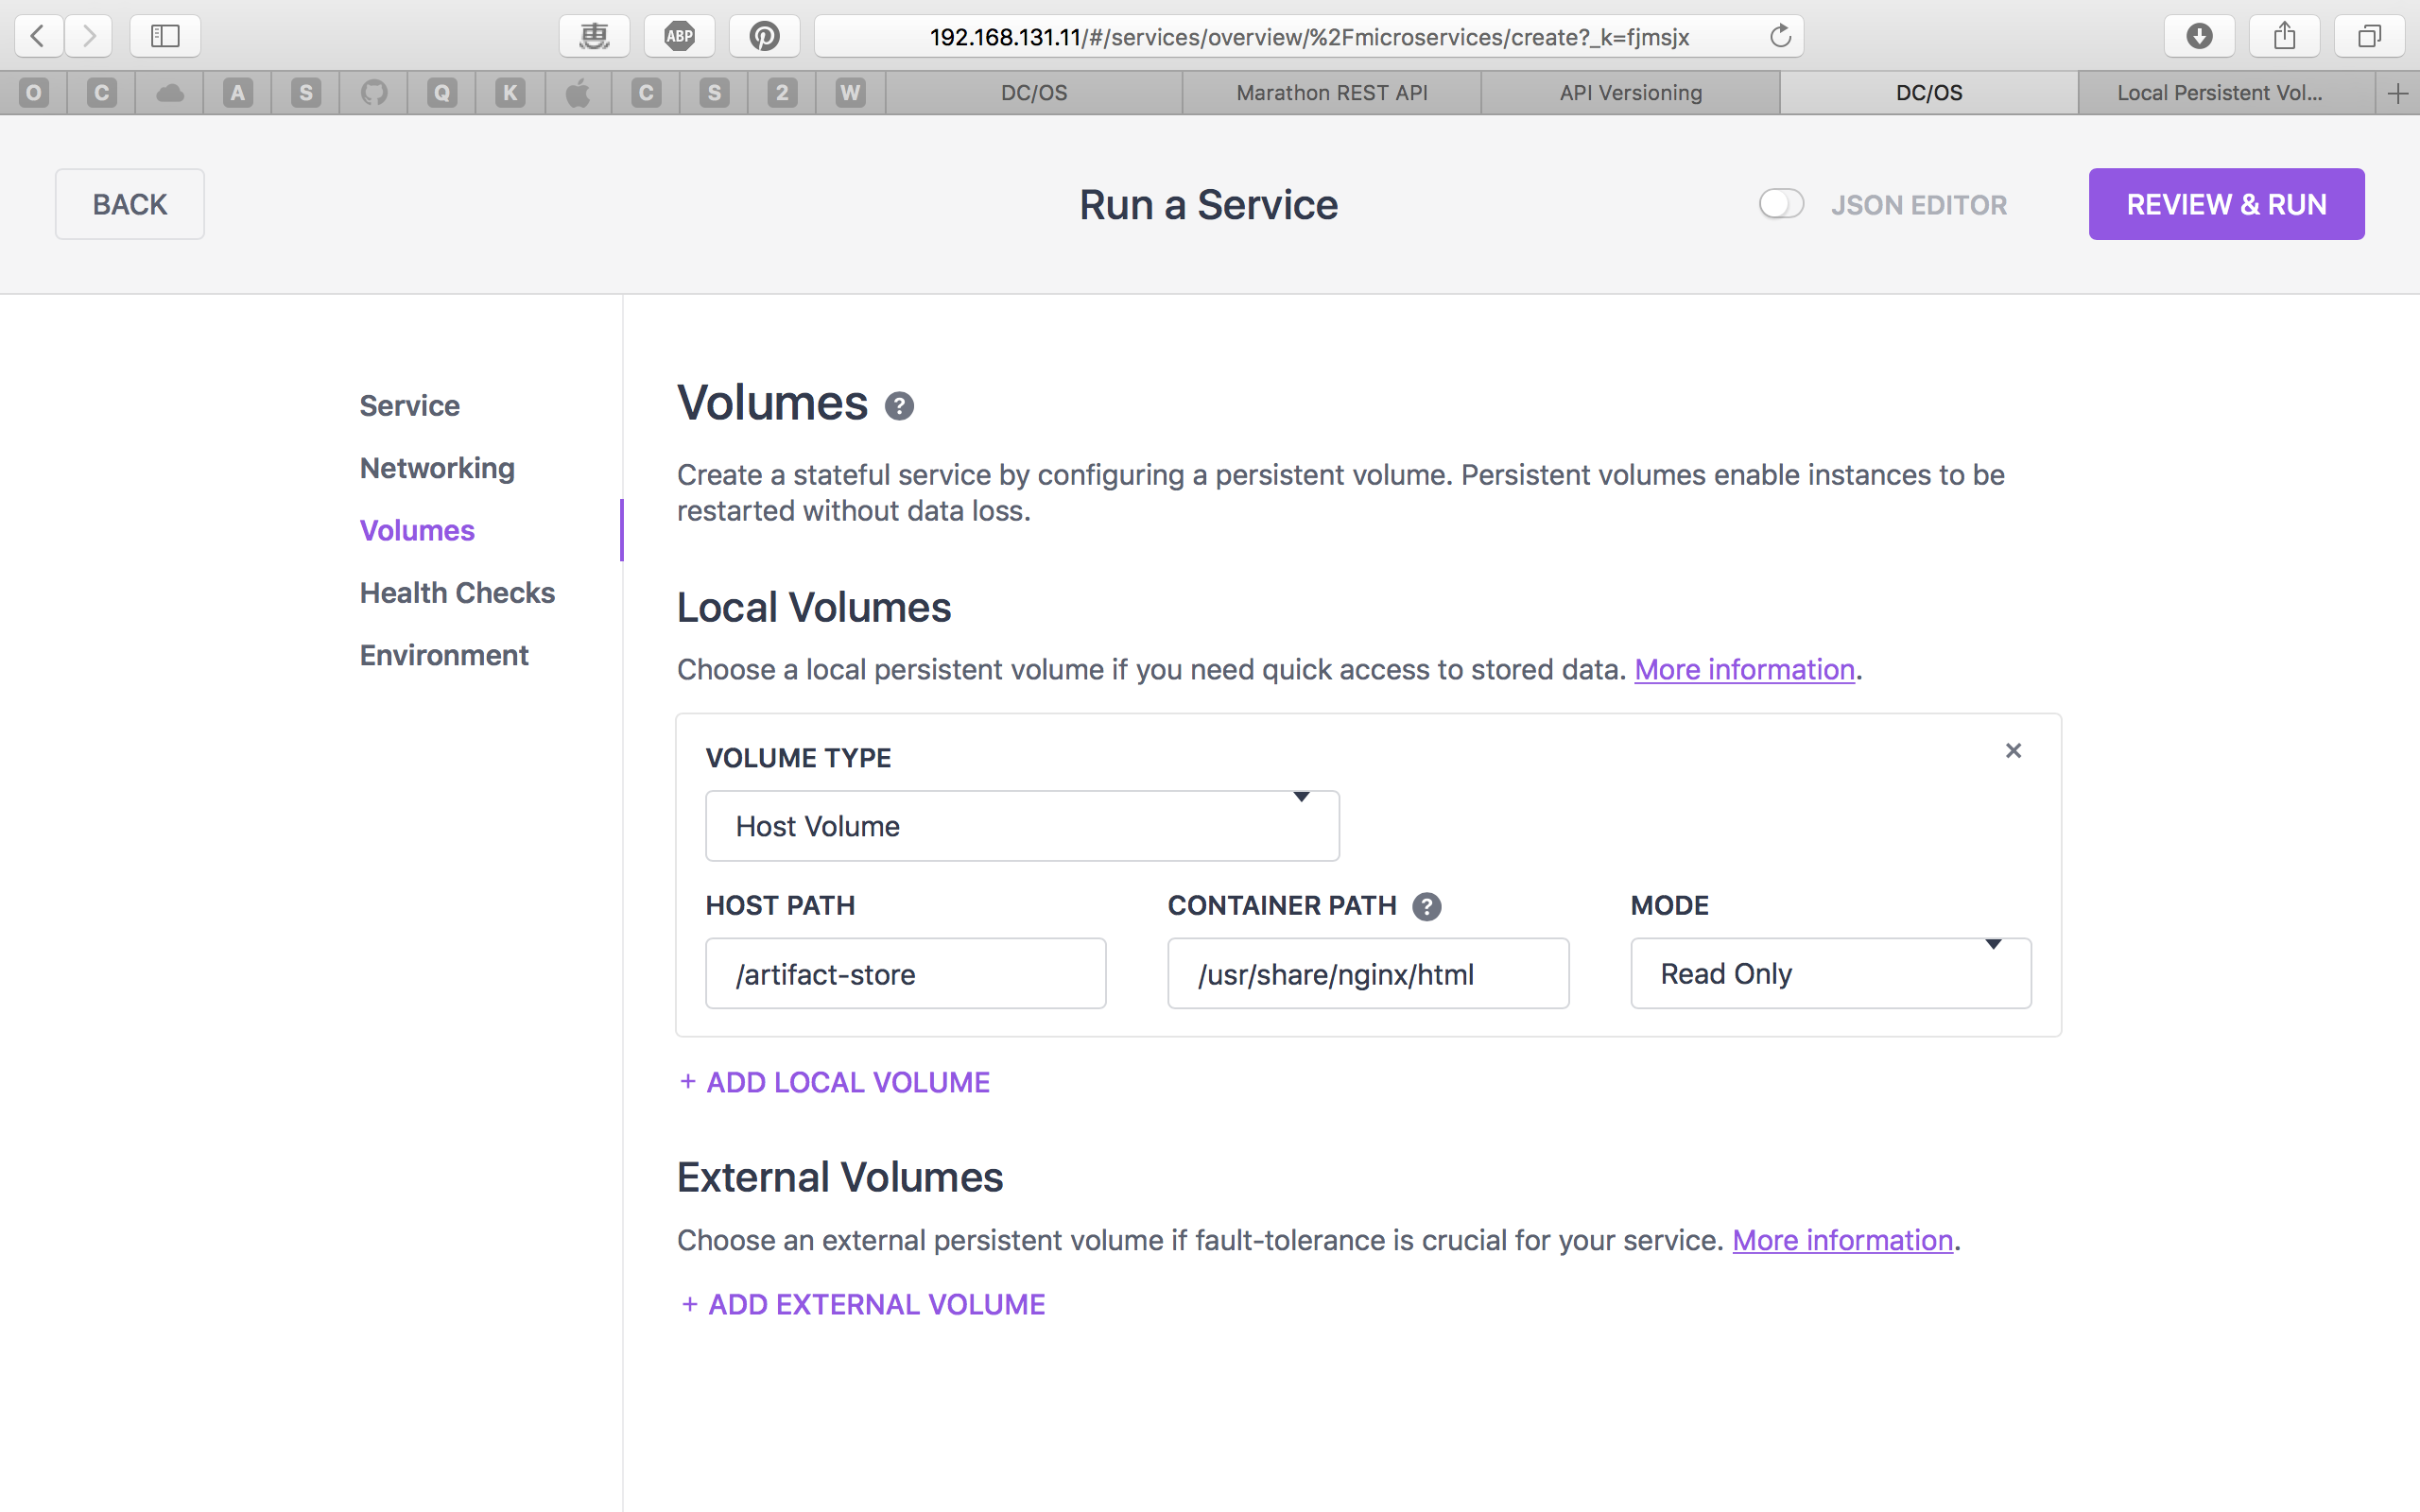 惠 ABP 192.168.131.11/#/services/overview/%2Fmicroservices/create?_k=fjmsjx
O C A S Q K C S 2 W DC/OS Marathon REST API API Versioning DC/OS Local Persistent Vol...
BACK Run a Service JSON EDITOR REVIEW & RUN
Service
Networking
Volumes
Health Checks
Environment
Volumes ?
Create a stateful service by configuring a persistent volume. Persistent volumes enable instances to be
restarted without data loss.
Local Volumes
Choose a local persistent volume if you need quick access to stored data. More information.
VOLUME TYPE
Host Volume
HOST PATH CONTAINER PATH ? MODE
/artifact-store /usr/share/nginx/html Read Only
+ ADD LOCAL VOLUME
External Volumes
Choose an external persistent volume if fault-tolerance is crucial for your service. More information.
+ ADD EXTERNAL VOLUME